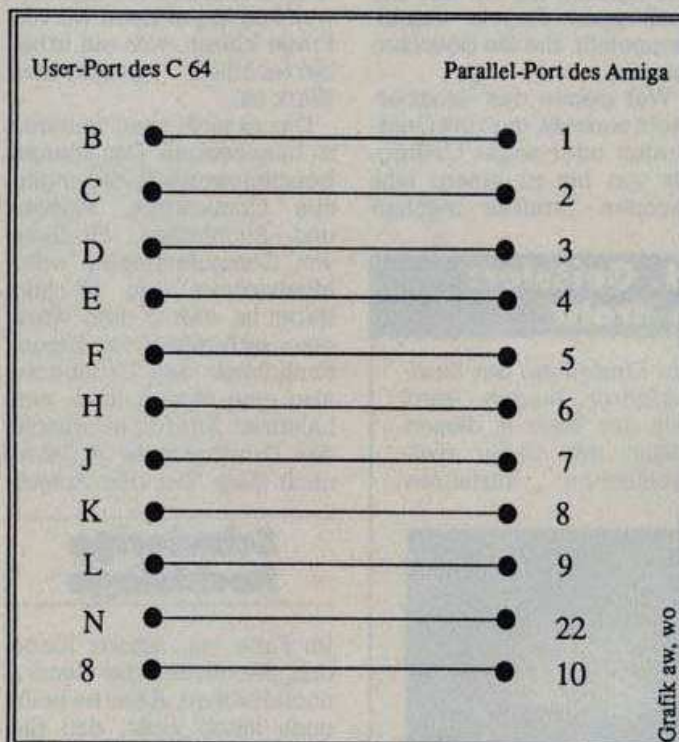 User-Port des C 64 Parallel-Port des Amiga
B 1
C 2
D 3
E 4
F 5
H 6
J 7
K 8
L 9
N 22
8 10
Grafik aw, wo